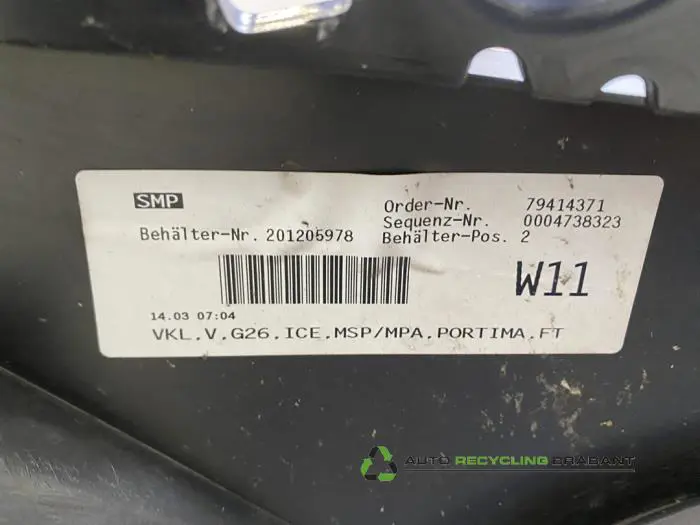 SMP
Order-Nr. 79414371
Sequenz-Nr. 0004738323
Behälter-Nr. 201205978 Behälter-Pos. 2
W11
14.03 07:04
VKL.V.G26.ICE.MSP/MPA.PORTIMA.FT
AUTO RECYCLING BRABANT